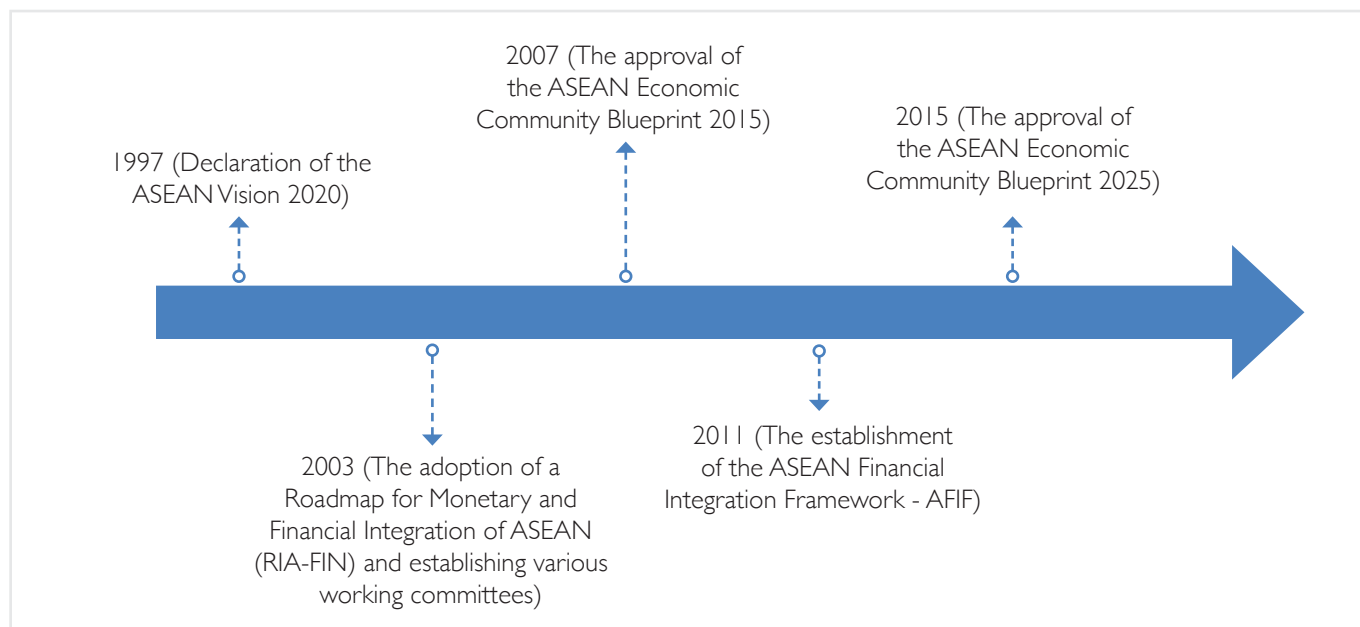 1997 (Declaration of the
ASEAN Vision 2020)
2003 (The adoption of a
Roadmap for Monetary and
Financial Integration of ASEAN
(RIA-FIN) and establishing various
working committees)
2007 (The approval of
the ASEAN Economic
Community Blueprint 2015)
2011 (The establishment
of the ASEAN Financial
Integration Framework - AFIF)
2015 (The approval of
the ASEAN Economic
Community Blueprint 2025)